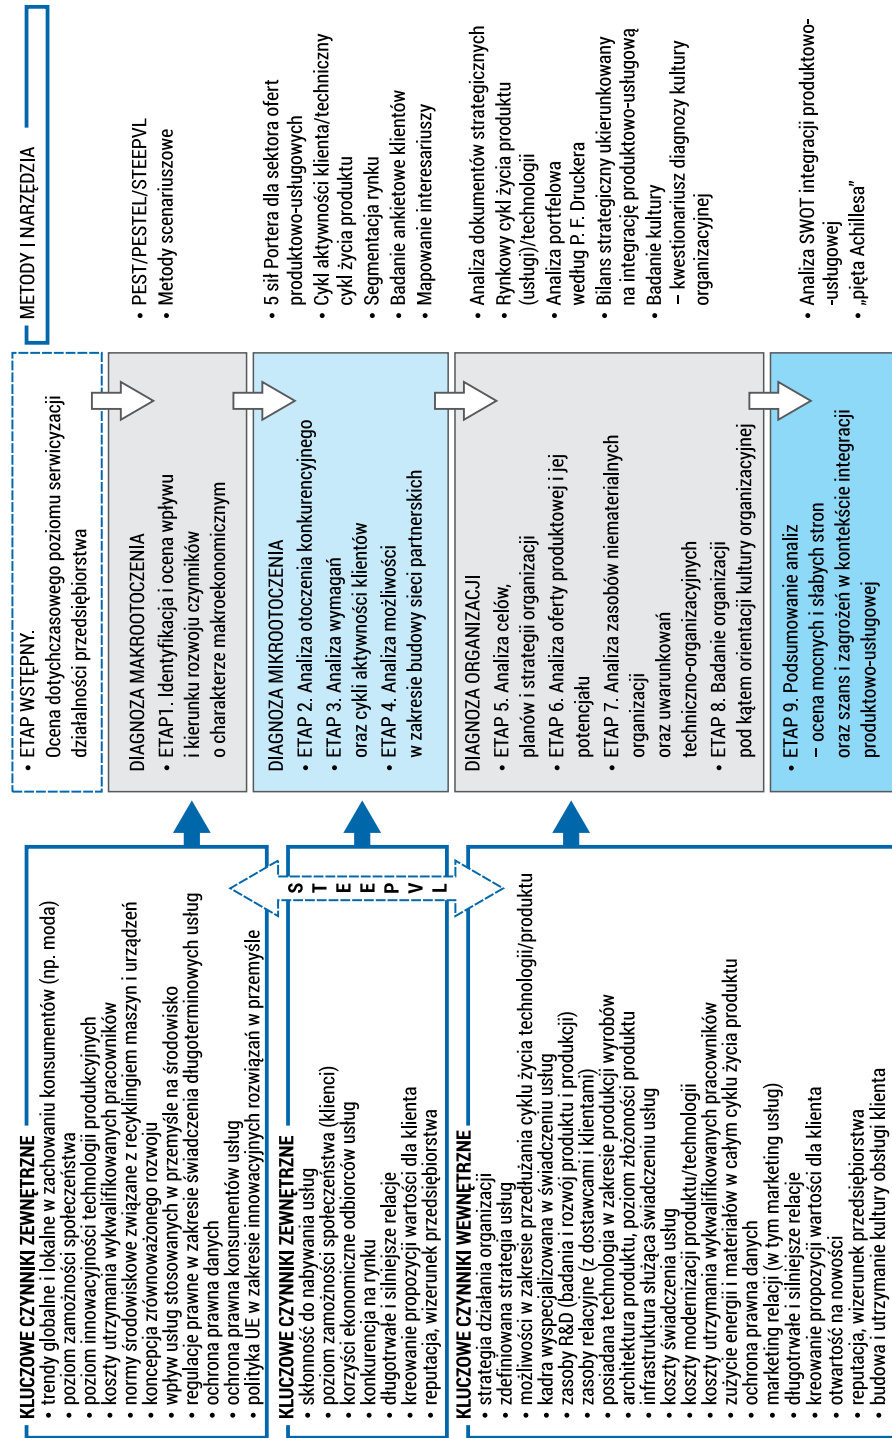 KLUCZOWE CZYNNIKI ZEWNĘTRZNE
• trendy globalne i lokalne w zachowaniu konsumentów (np. moda)
• poziom zamożności społeczeństwa
• poziom innowacyjności technologii produkcyjnych
• koszty utrzymania wykwalifikowanych pracowników
• normy środowiskowe związane z recyklingiem maszyn i urządzeń
• koncepcja zrównoważonego rozwoju
• wpływ usług stosowanych w przemyśle na środowisko
• regulacje prawne w zakresie świadczenia długoterminowych usług
• ochrona prawna danych
• ochrona prawna konsumentów usług
• polityka UE w zakresie innowacyjnych rozwiązań w przemyśle
KLUCZOWE CZYNNIKI ZEWNĘTRZNE
• skłonność do nabywania usług
• poziom zamożności społeczeństwa (klienci)
• korzyści ekonomiczne odbiorców usług
• konkurencja na rynku
• długotrwałe i silniejsze relacje
• kreowanie propozycji wartości dla klienta
• reputacja, wizerunek przedsiębiorstwa
KLUCZOWE CZYNNIKI WEWNĘTRZNE
• strategia działania organizacji
• zdefiniowana strategia usług
• możliwości w zakresie przedłużania cyklu życia technologii/produktu
• kadra wyspecjalizowana w świadczeniu usług
• zasoby R&D (badania i rozwój produktu i produkcji)
• zasoby relacyjne (z dostawcami i klientami)
• posiadana technologia w zakresie produkcji wyrobów
• architektura produktu, poziom złożoności produktu
• infrastruktura służąca świadczeniu usług
• koszty świadczenia usług
• koszty modernizacji produktu/technologii
• koszty utrzymania wykwalifikowanych pracowników
• zużycie energii i materiałów w całym cyklu życia produktu
• ochrona prawna danych
• marketing relacji (w tym marketing usług)
• długotrwałe i silniejsze relacje
• kreowanie propozycji wartości dla klienta
• otwartość na nowości
• reputacja, wizerunek przedsiębiorstwa
• budowa i utrzymanie kultury obsługi klienta
S
T
E
E
P
V
L
• ETAP WSTĘPNY.
Ocena dotychczasowego poziomu serwicyzacji
działalności przedsiębiorstwa
DIAGNOZA MAKROOTOCZENIA
• ETAP1. Identyfikacja i ocena wpływu
i kierunku rozwoju czynników
o charakterze makroekonomicznym
DIAGNOZA MIKROOTOCZENIA
• ETAP 2. Analiza otoczenia konkurencyjnego
• ETAP 3. Analiza wymagań
oraz cykli aktywności klientów
• ETAP 4. Analiza możliwości
w zakresie budowy sieci partnerskich
DIAGNOZA ORGANIZACJI
• ETAP 5. Analiza celów,
planów i strategii organizacji
• ETAP 6. Analiza oferty produktowej i jej
potencjału
• ETAP 7. Analiza zasobów niematerialnych
organizacji
oraz uwarunkowań
techniczno-organizacyjnych
• ETAP 8. Badanie organizacji
pod kątem orientacji kultury organizacyjnej
• ETAP 9. Podsumowanie analiz
– ocena mocnych i słabych stron
oraz szans i zagrożeń w kontekście integracji
produktowo-usługowej
METODY I NARZĘDZIA
• PEST/PESTEL/STEEPVL
• Metody scenariuszowe
• 5 sił Portera dla sektora ofert
produktowo-usługowych
• Cykl aktywności klienta/techniczny
cykl życia produktu
• Segmentacja rynku
• Badanie ankietowe klientów
• Mapowanie interesariuszy
• Analiza dokumentów strategicznych
• Rynkowy cykl życia produktu
(usługi)/technologii
• Analiza portfelowa
według P. F. Druckera
• Bilans strategiczny ukierunkowany
na integrację produktowo-usługową
• Badanie kultury
– kwestionariusz diagnozy kultury
organizacyjnej
• Analiza SWOT integracji produktowo-
-usługowej
• „pięta Achillesa”